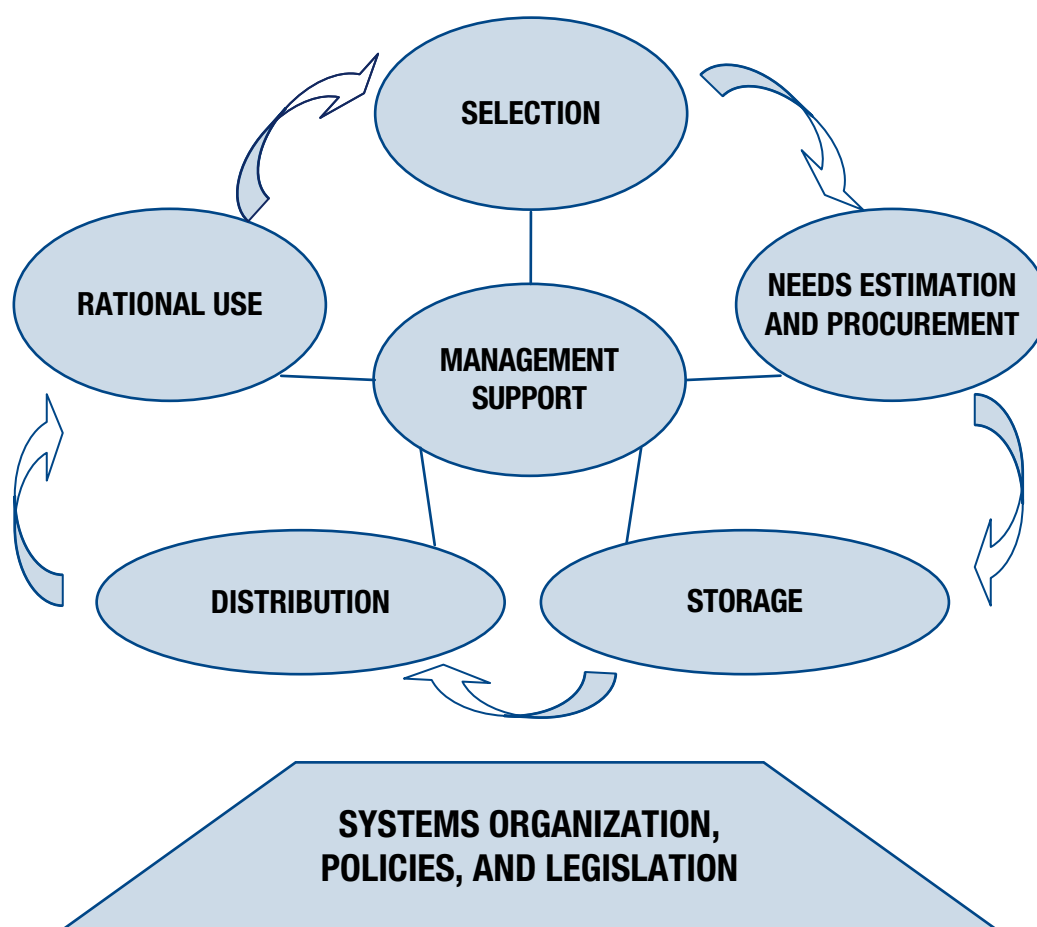 SELECTION
RATIONAL USE
NEEDS ESTIMATION
AND PROCUREMENT
MANAGEMENT
SUPPORT
DISTRIBUTION
STORAGE
SYSTEMS ORGANIZATION,
POLICIES, AND LEGISLATION